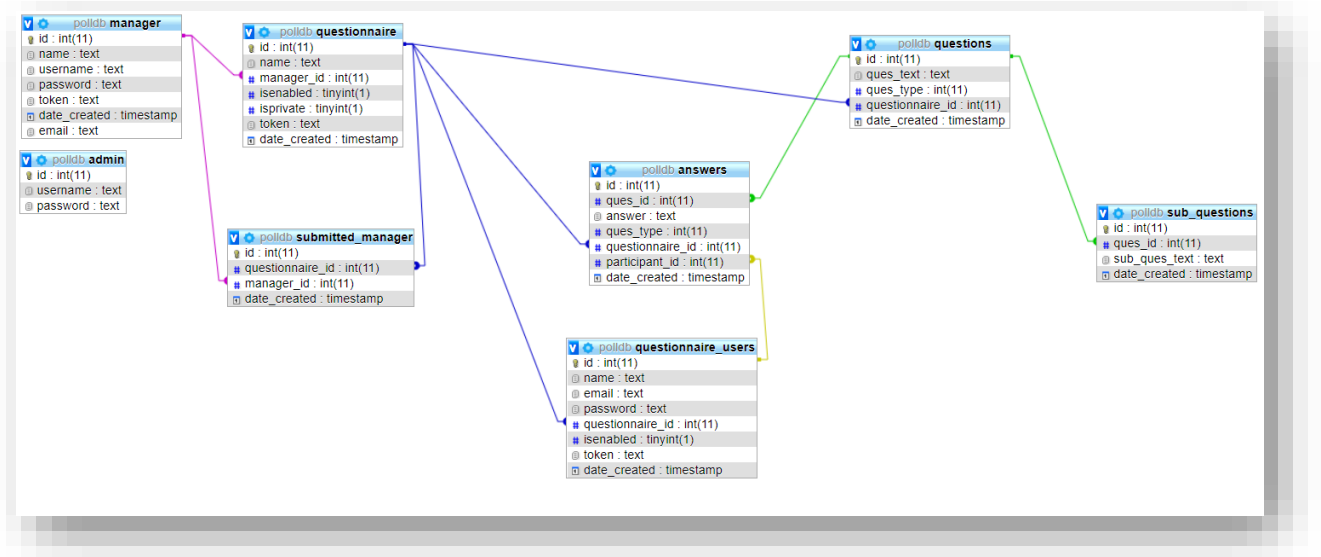 polldb manager
id : int(11)
name : text
username : text
password : text
token : text
date_created : timestamp
email : text
polldb admin
id : int(11)
username : text
password : text
polldb questionnaire
id : int(11)
name : text
manager_id : int(11)
isenabled : tinyint(1)
isprivate : tinyint(1)
token : text
date_created : timestamp
polldb submitted_manager
id : int(11)
questionnaire_id : int(11)
manager_id : int(11)
date_created : timestamp
polldb answers
id : int(11)
ques_id : int(11)
answer : text
ques_type : int(11)
questionnaire_id : int(11)
participant_id : int(11)
date_created : timestamp
polldb questionnaire_users
id : int(11)
name : text
email : text
password : text
questionnaire_id : int(11)
isenabled : tinyint(1)
token : text
date_created : timestamp
polldb questions
id : int(11)
ques_text : text
ques_type : int(11)
questionnaire_id : int(11)
date_created : timestamp
polldb sub_questions
id : int(11)
ques_id : int(11)
sub_ques_text : text
date_created : timestamp